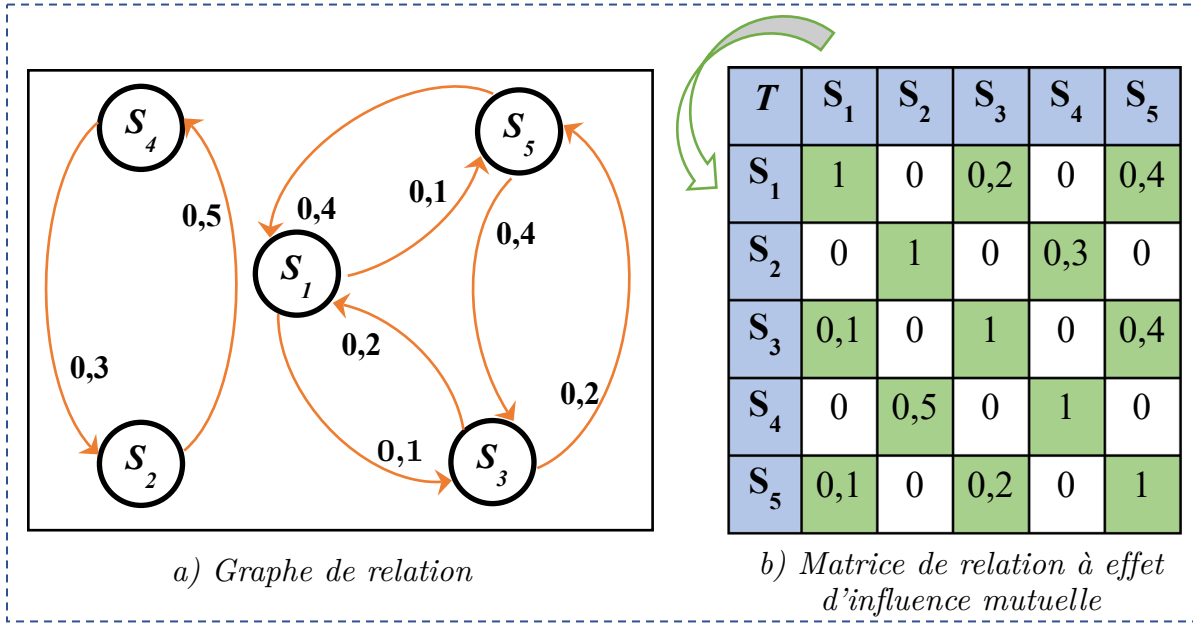 S4
S5
0,5
0,4
0,1
0,4
S1
0,3
0,2
0,2
0,1
S2
S3
a) Graphe de relation
T S1 S2 S3 S4 S5
S1 1 0 0,2 0 0,4
S2 0 1 0 0,3 0
S3 0,1 0 1 0 0,4
S4 0 0,5 0 1 0
S5 0,1 0 0,2 0 1
b) Matrice de relation à effet
d'influence mutuelle